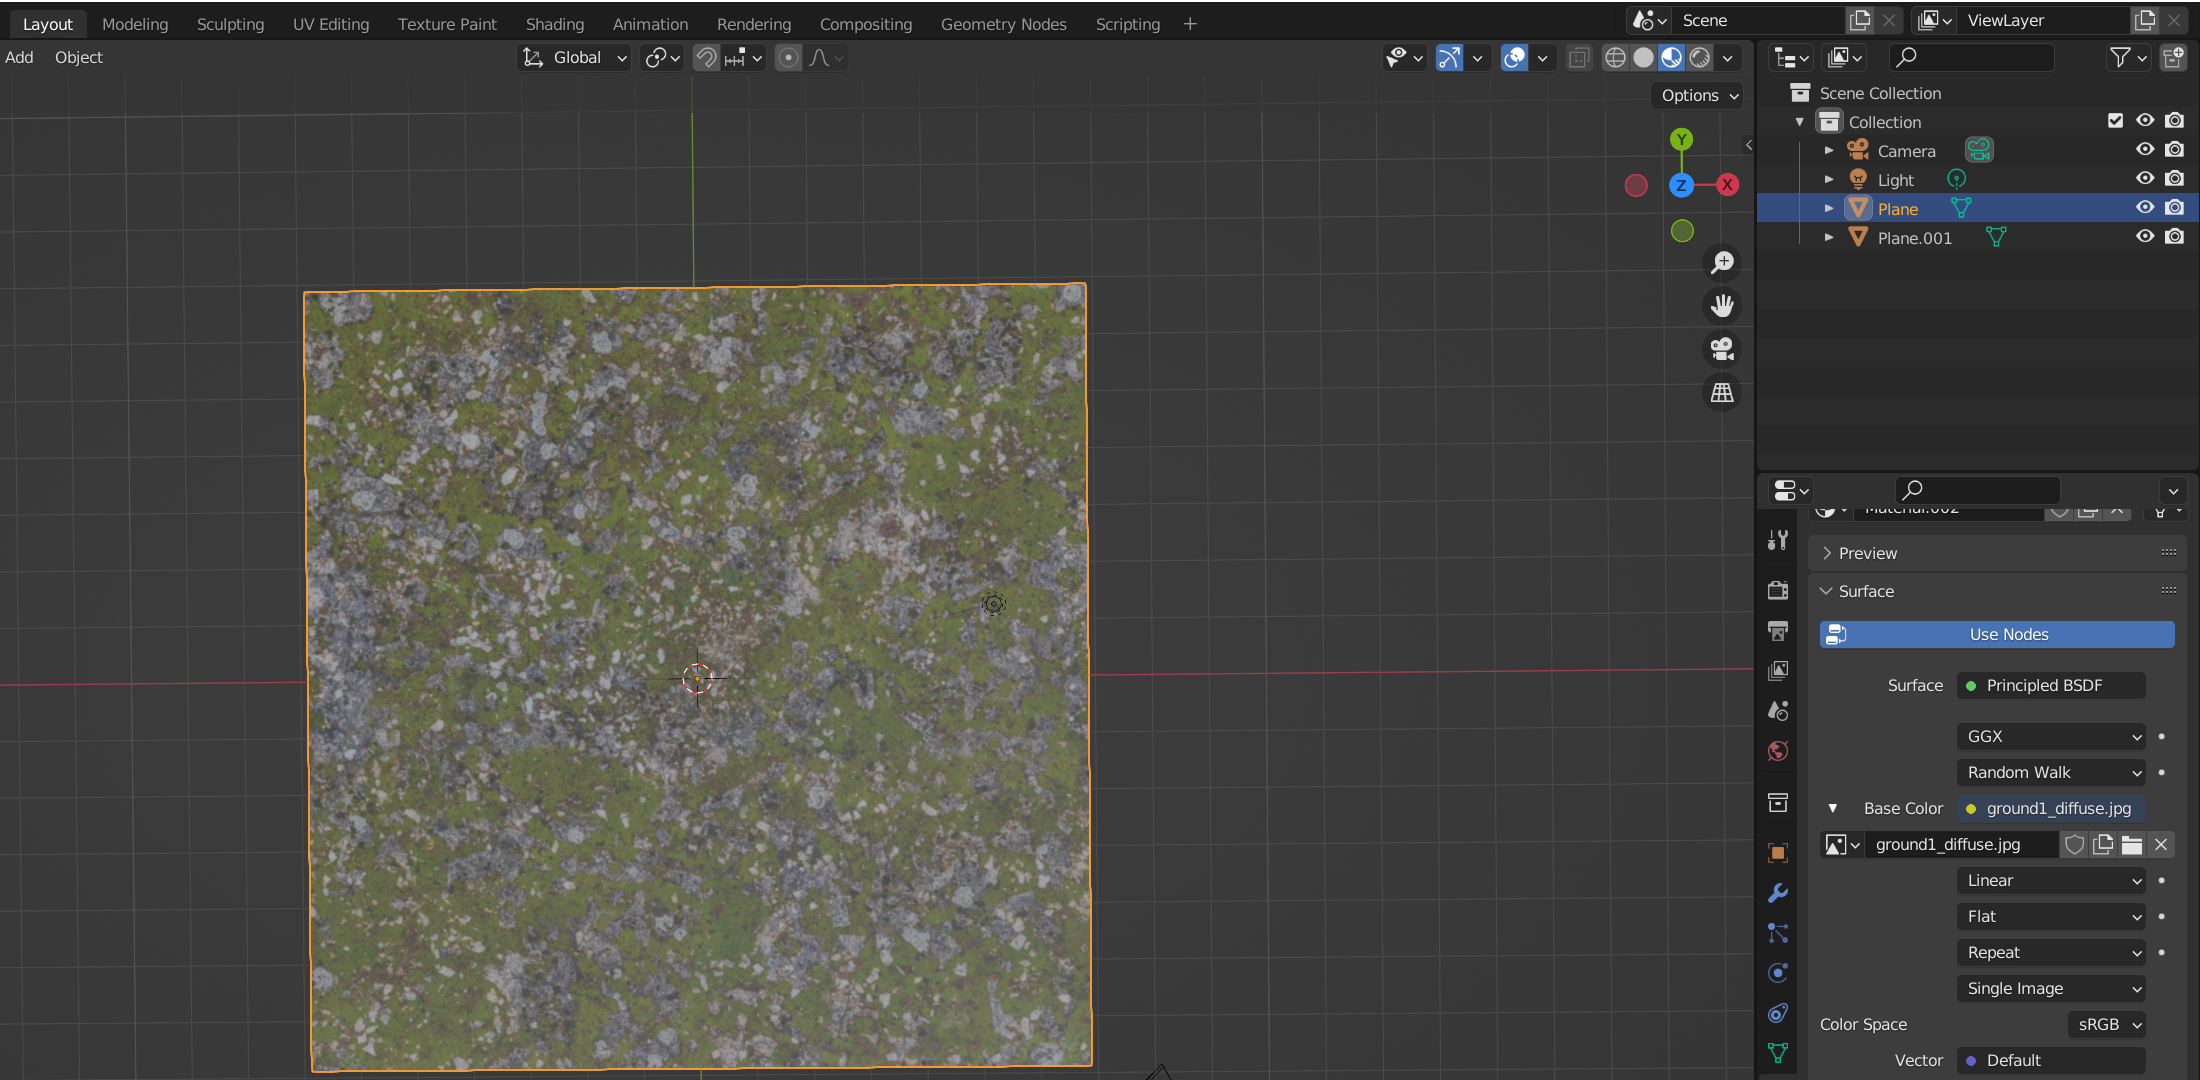 Layout Modeling Sculpting UV Editing Texture Paint Shading Animation Rendering Compositing Geometry Nodes Scripting + Scene ViewLayer
Add Object Global
Options
Y
Z X
Scene Collection
Collection
Camera
Light
Plane
Plane.001
Material.002
Preview
Surface
Use Nodes
Surface Principled BSDF
GGX
Random Walk
Base Color ground1_diffuse.jpg
ground1_diffuse.jpg
Linear
Flat
Repeat
Single Image
Color Space sRGB
Vector Default